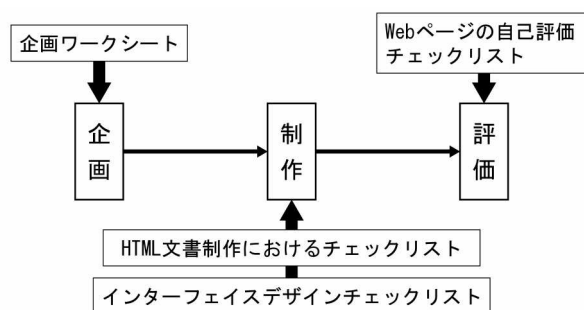 企画ワークシート
Webページの自己評価
チェックリスト
企画
制作
評価
HTML文書制作におけるチェックリスト
インターフェイスデザインチェックリスト